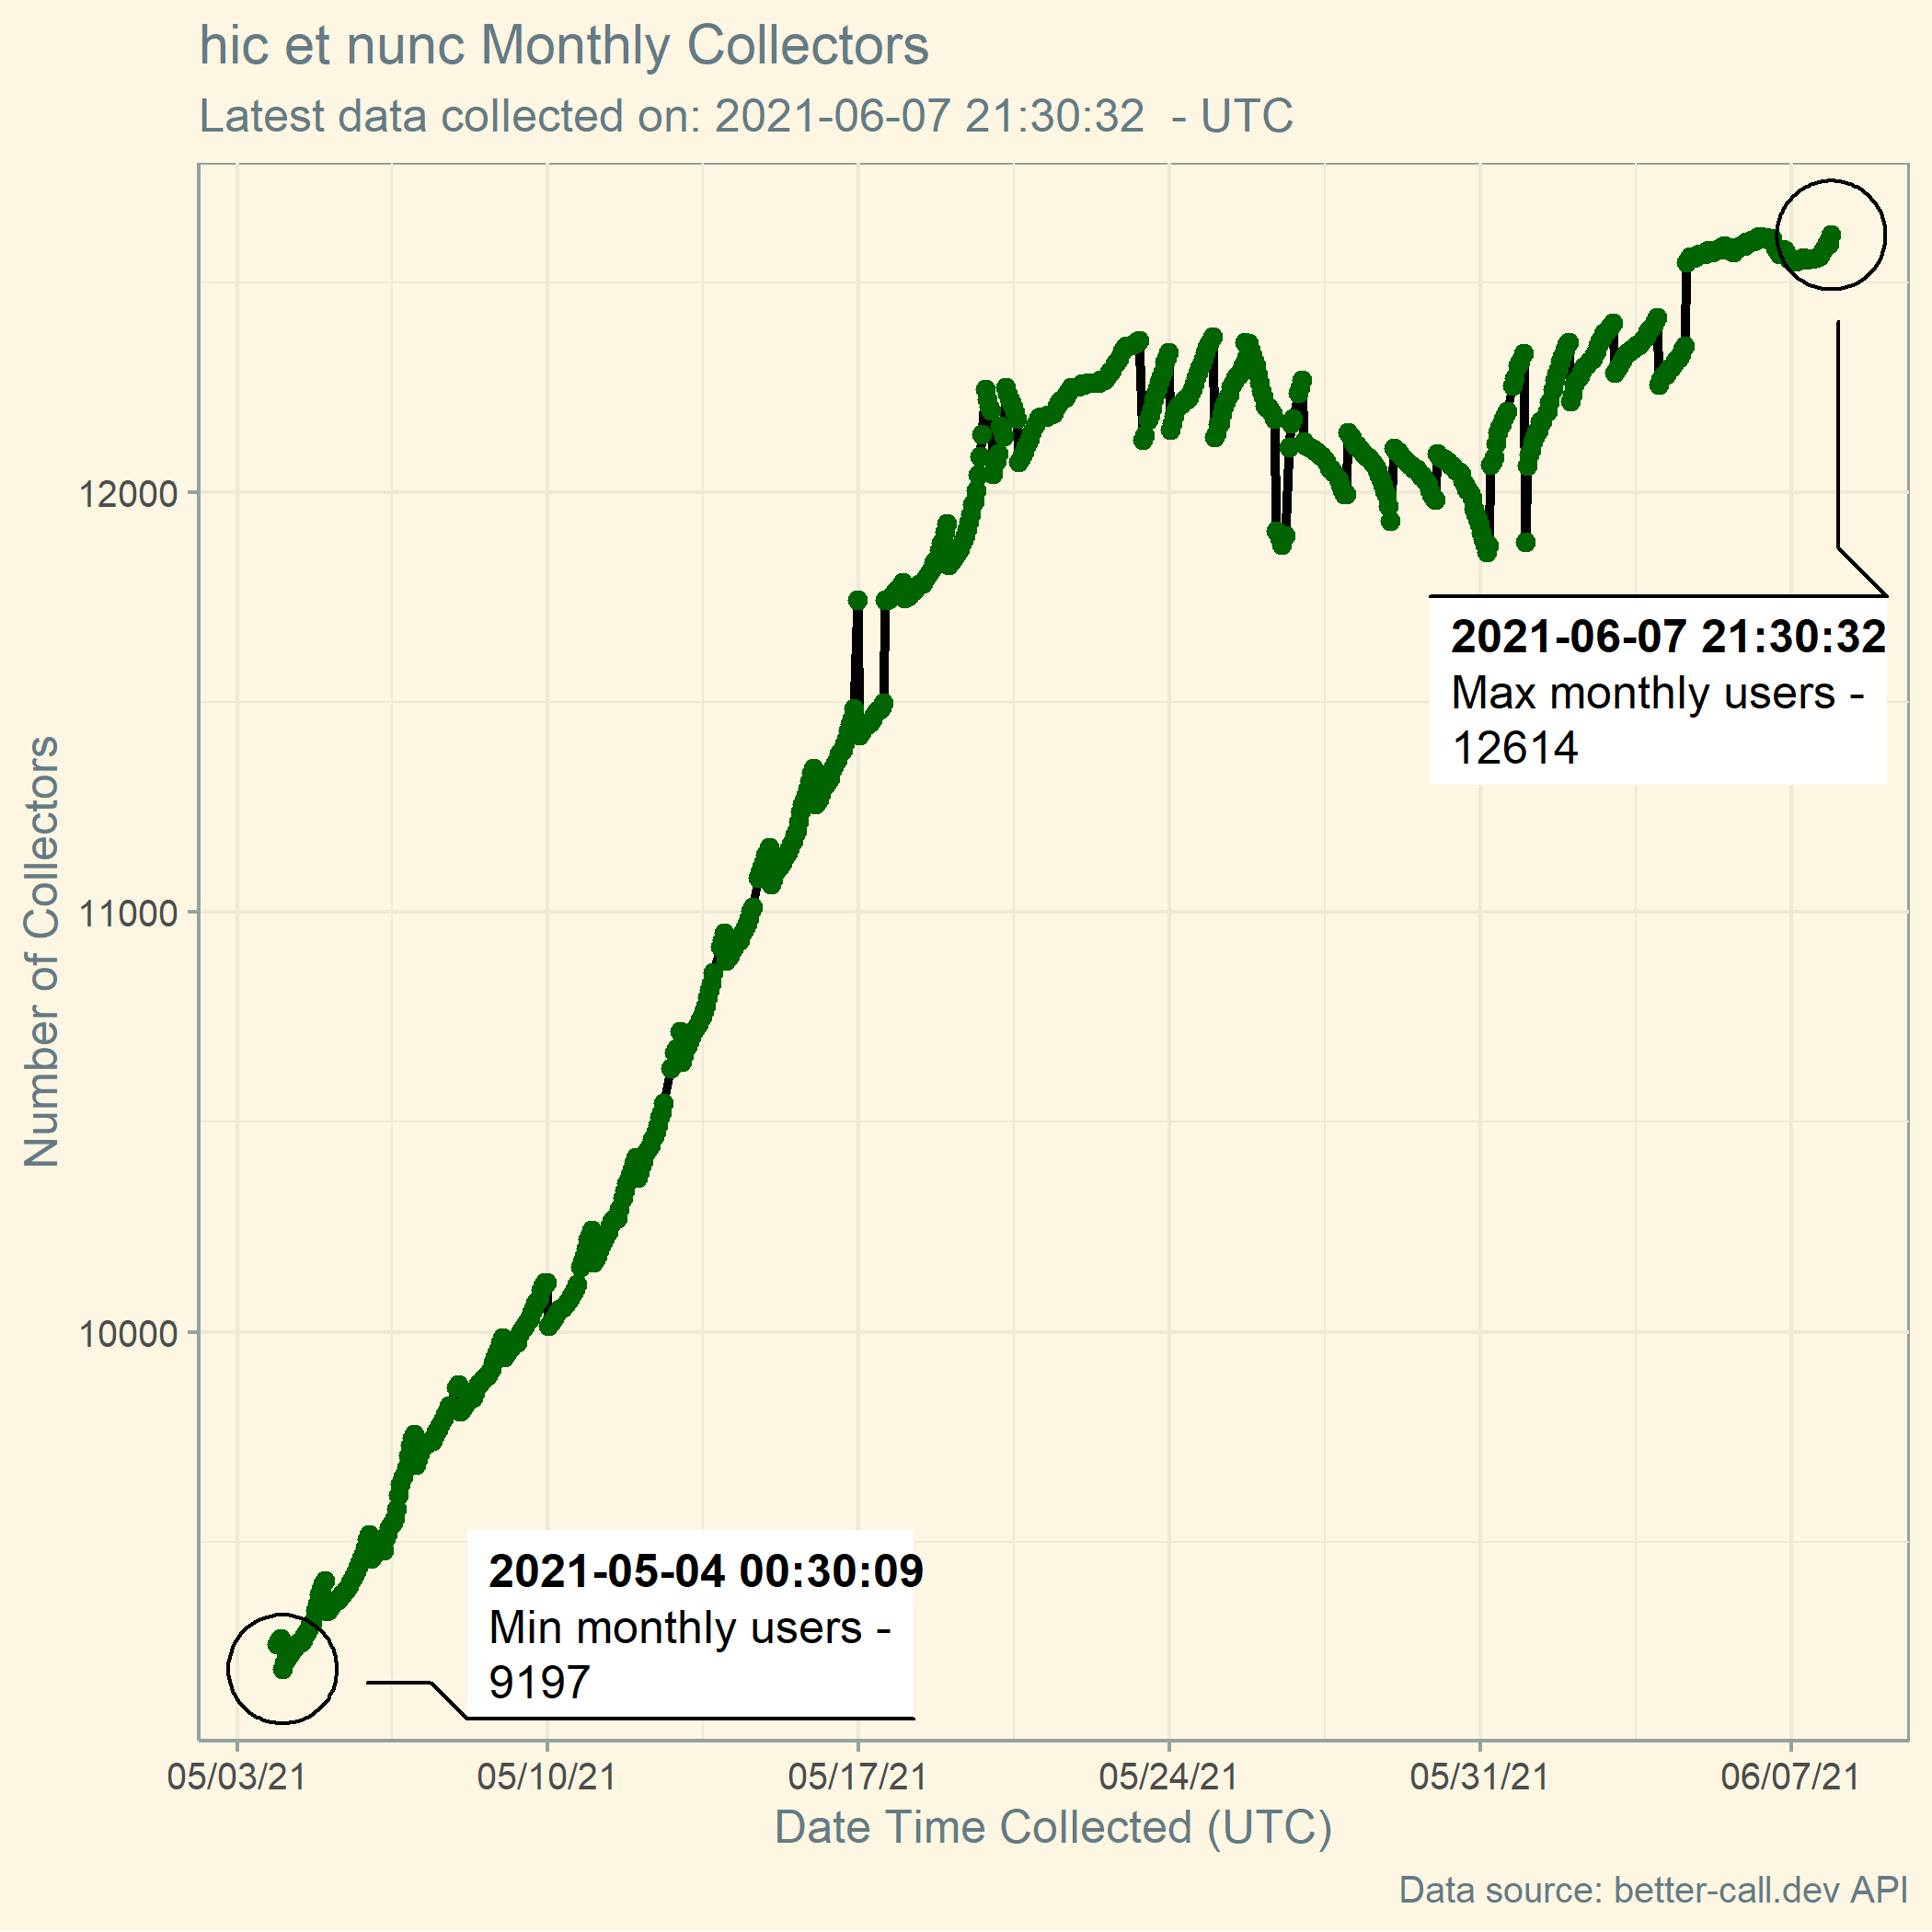 hic et nunc Monthly Collectors
Latest data collected on: 2021-06-07 21:30:32  - UTC
Number of Collectors
12000
11000
10000
2021-06-07 21:30:32
Max monthly users -
12614
2021-05-04 00:30:09
Min monthly users -
9197
05/03/21 05/10/21 05/17/21 05/24/21 05/31/21 06/07/21
Date Time Collected (UTC)
Data source: better-call.dev API